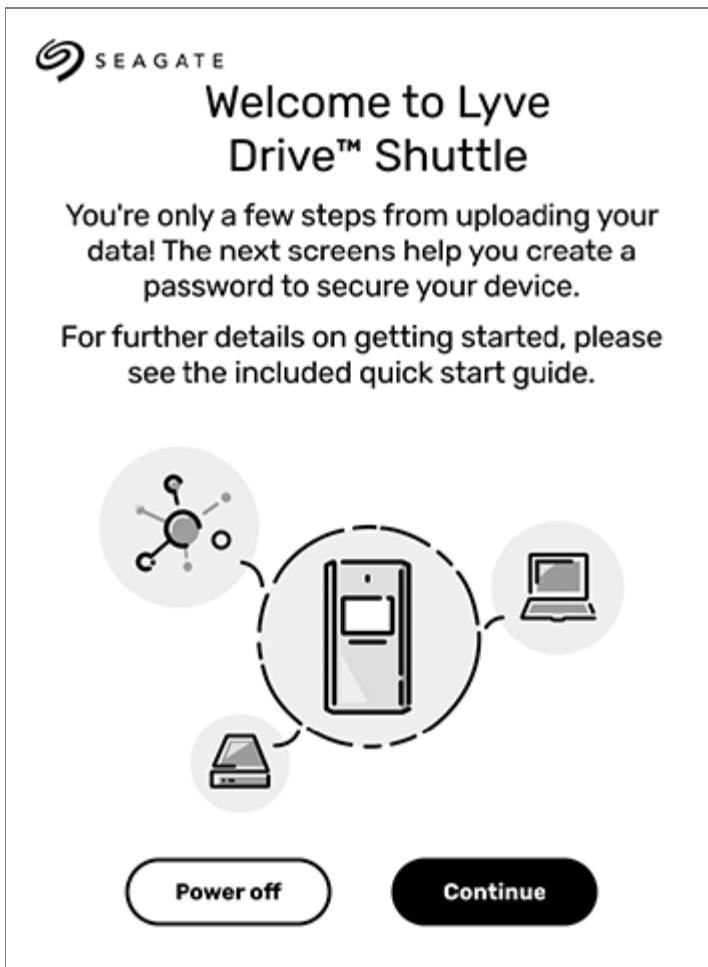 SEAGATE
Welcome to Lyve
Drive™ Shuttle
You're only a few steps from uploading your
data! The next screens help you create a
password to secure your device.
For further details on getting started, please
see the included quick start guide.
Power off
Continue